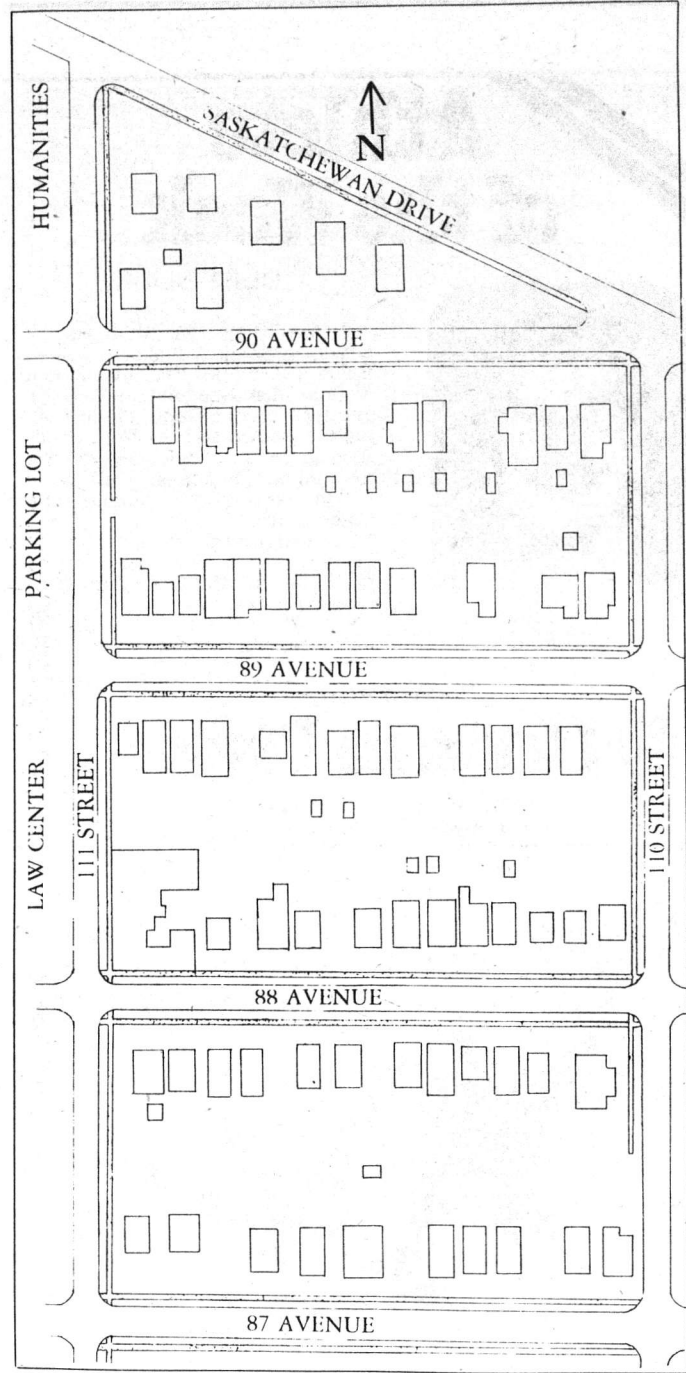 HUMANITIES
SASKATCHEWAN DRIVE
N
90 AVENUE
PARKING LOT
89 AVENUE
LAW CENTER
111 STREET
110 STREET
88 AVENUE
87 AVENUE